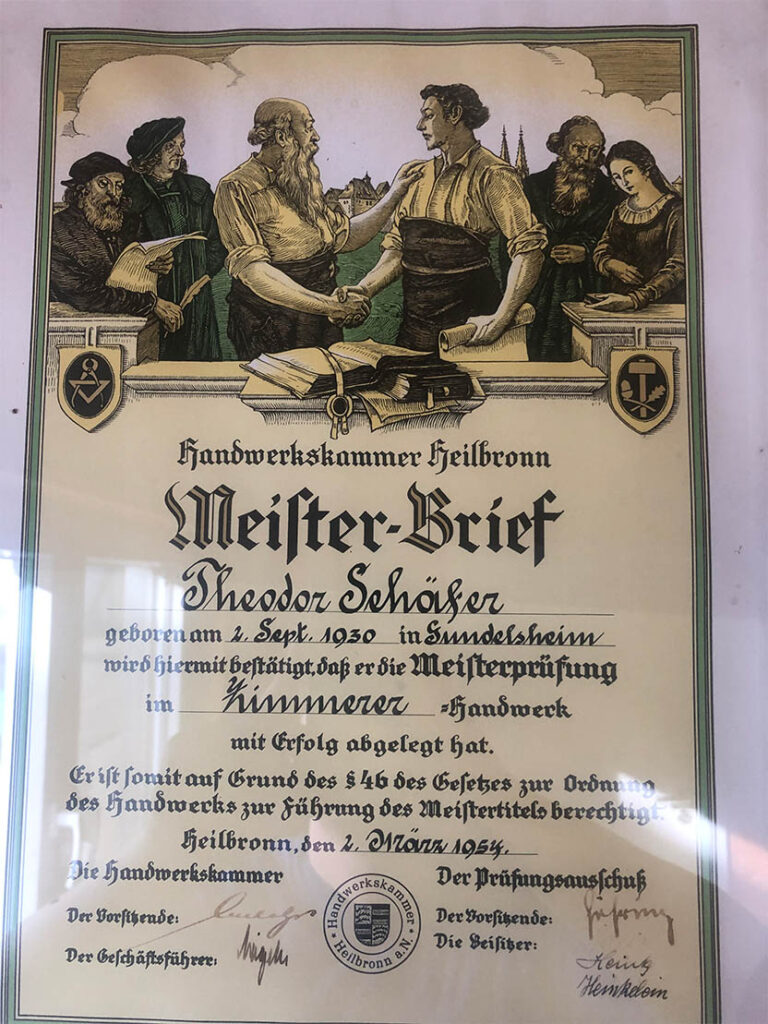 Handwerkskammer Heilbronn
Meister-Brief
Theodor Schäfer
geboren am 2. Sept. 1930 in Gundelsheim
wird hiermit bestätigt, daß er die Meisterprüfung
im Zimmerer =Handwerk
mit Erfolg abgelegt hat.
Er ist somit auf Grund des § 46 des Gesetzes zur Ordnung
des Handwerks zur Führung des Meistertitels berechtigt.
Heilbronn, den 2. März 1954.
Die Handwerkskammer
Der Prüfungsausschuß
Der Vorsitzende:
Der Geschäftsführer:
Handwerkskammer
Heilbronn a.N.
Der Vorsitzende:
Die Beisitzer:
Heinkelein